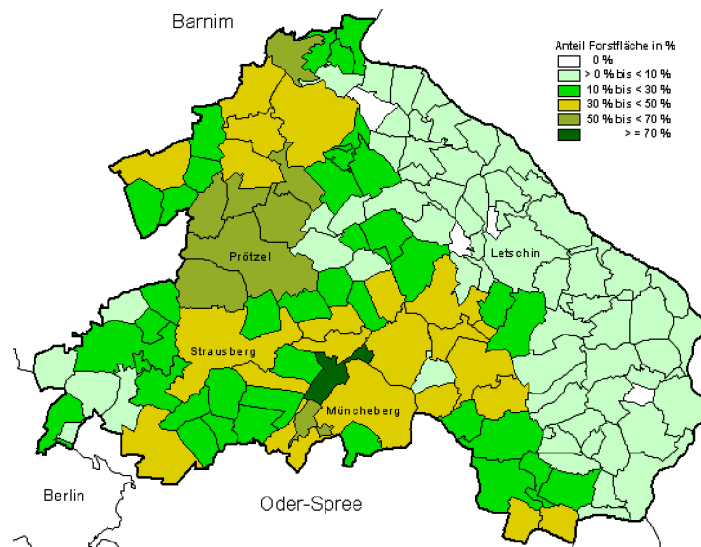 Barnim
Anteil Forstfläche in %
0 %
> 0 % bis < 10 %
10 % bis < 30 %
30 % bis < 50 %
50 % bis < 70 %
> = 70 %
Prötzel
Letschin
Strausberg
Müncheberg
Berlin
Oder-Spree